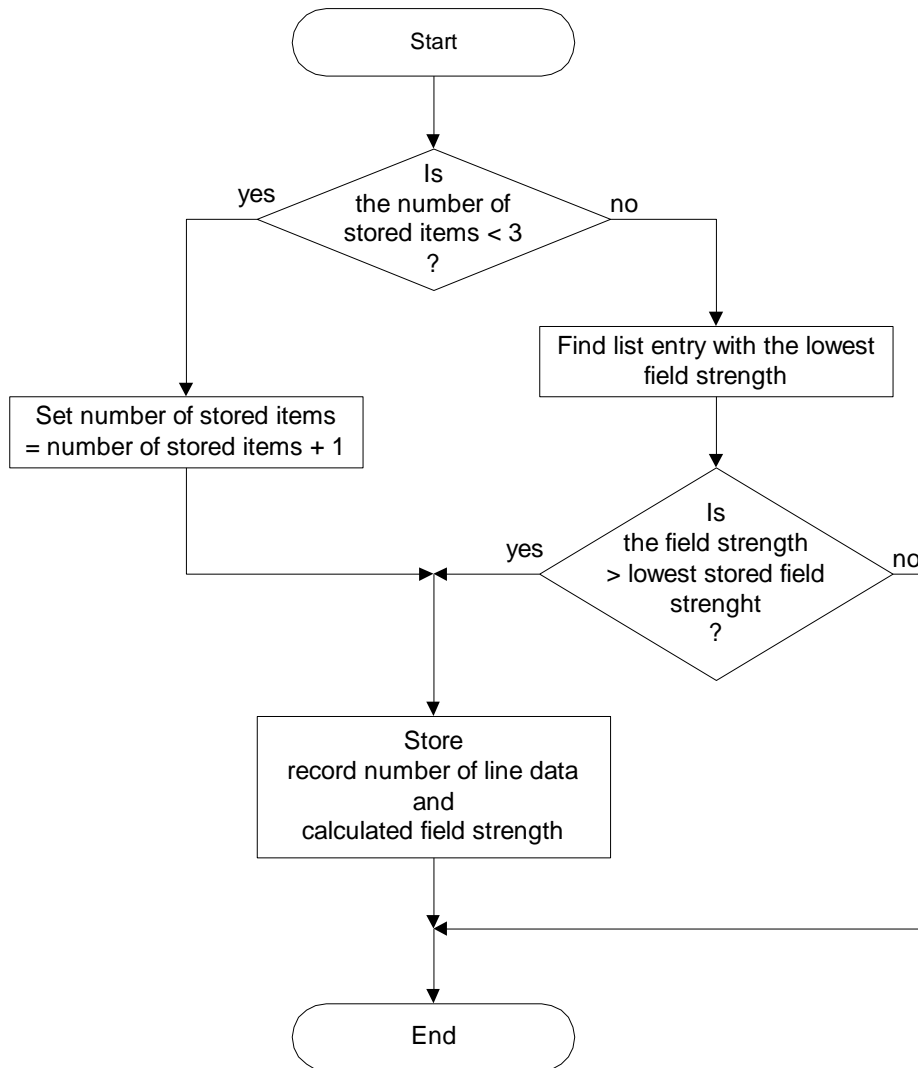 Start
Is
the number of
stored items < 3
?
yes
no
Find list entry with the lowest
field strength
Set number of stored items
= number of stored items + 1
Is
the field strength
> lowest stored field
strenght
?
yes
no
Store
record number of line data
and
calculated field strength
End